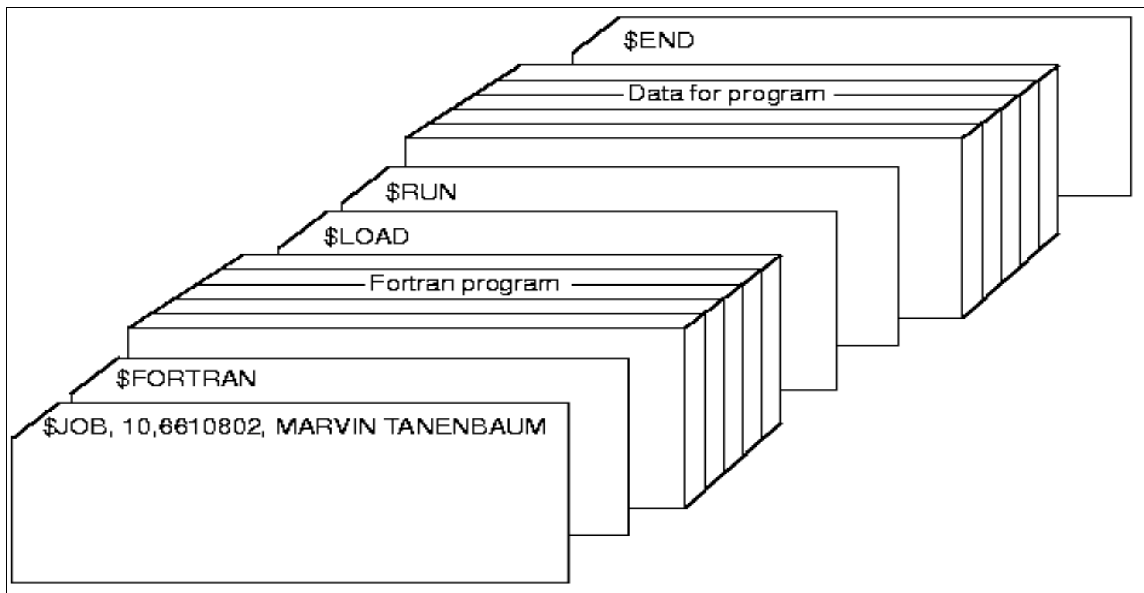 $END
Data for program
$RUN
$LOAD
Fortran program
$FORTRAN
$JOB, 10,6610802, MARVIN TANENBAUM